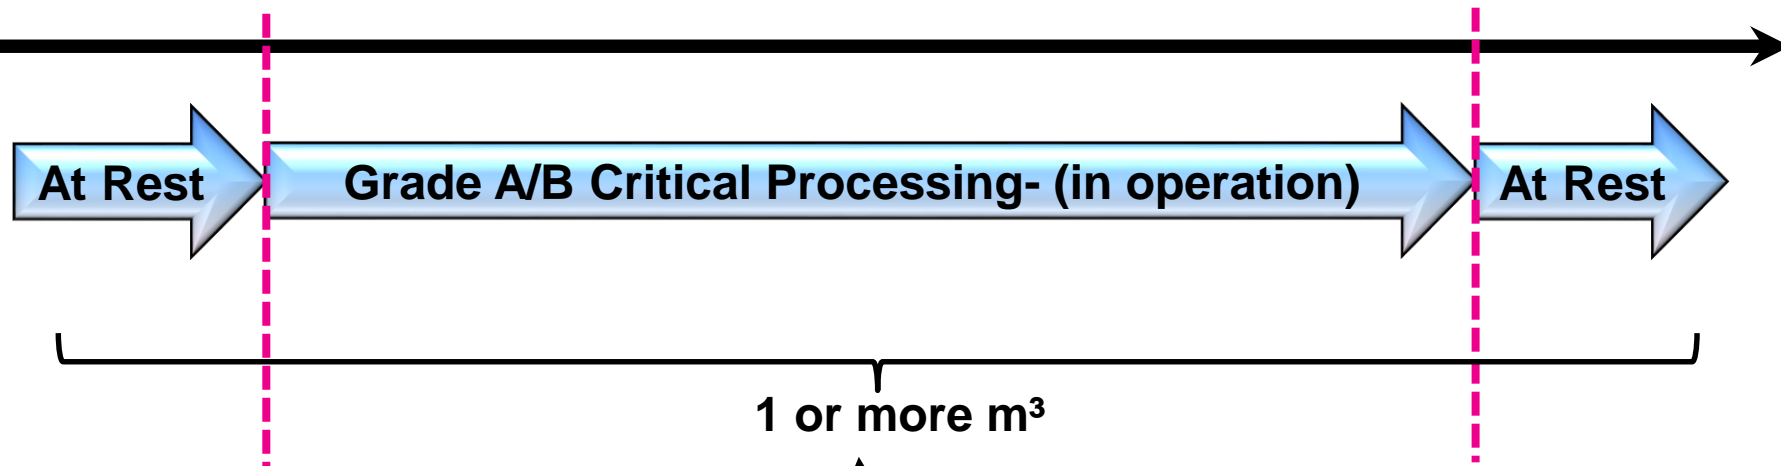 At Rest
Grade A/B Critical Processing- (in operation)
At Rest
1 or more m³